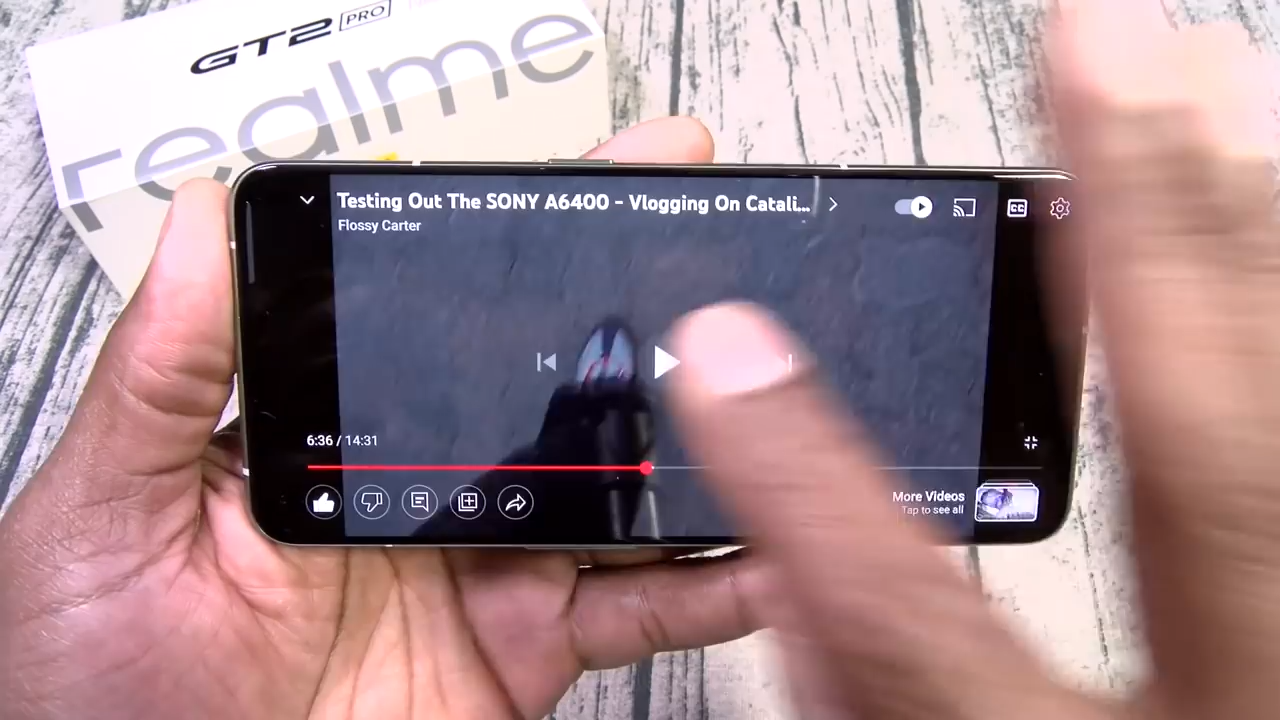 GT2 PRO
realme
Testing Out The SONY A6400 - Vlogging On Catali...
Flossy Carter
CC
6:36 / 14:31
More Videos
Tap to see all